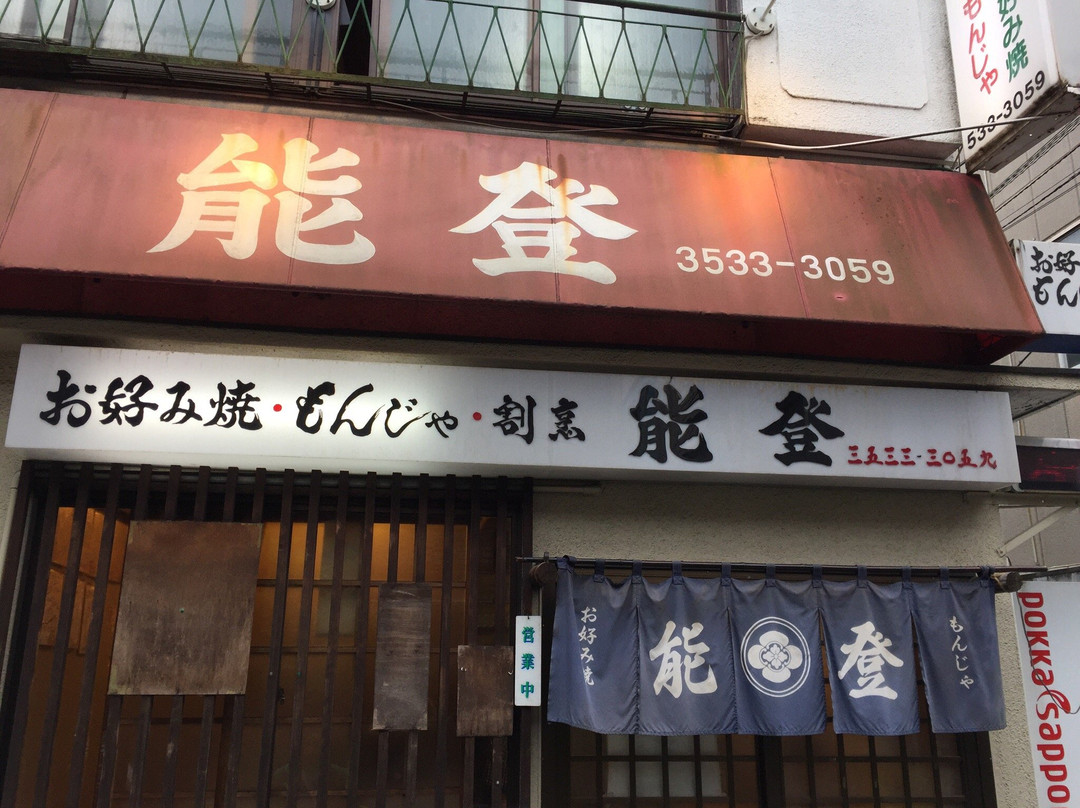 好み焼
もんじゃ
533-3059
能登
3533-3059
お好
もん
お好み焼・もんじゃ・割烹 能登 三五三三-三〇五九
営業中
お好み焼
能登
もんじゃ
pokka sappo